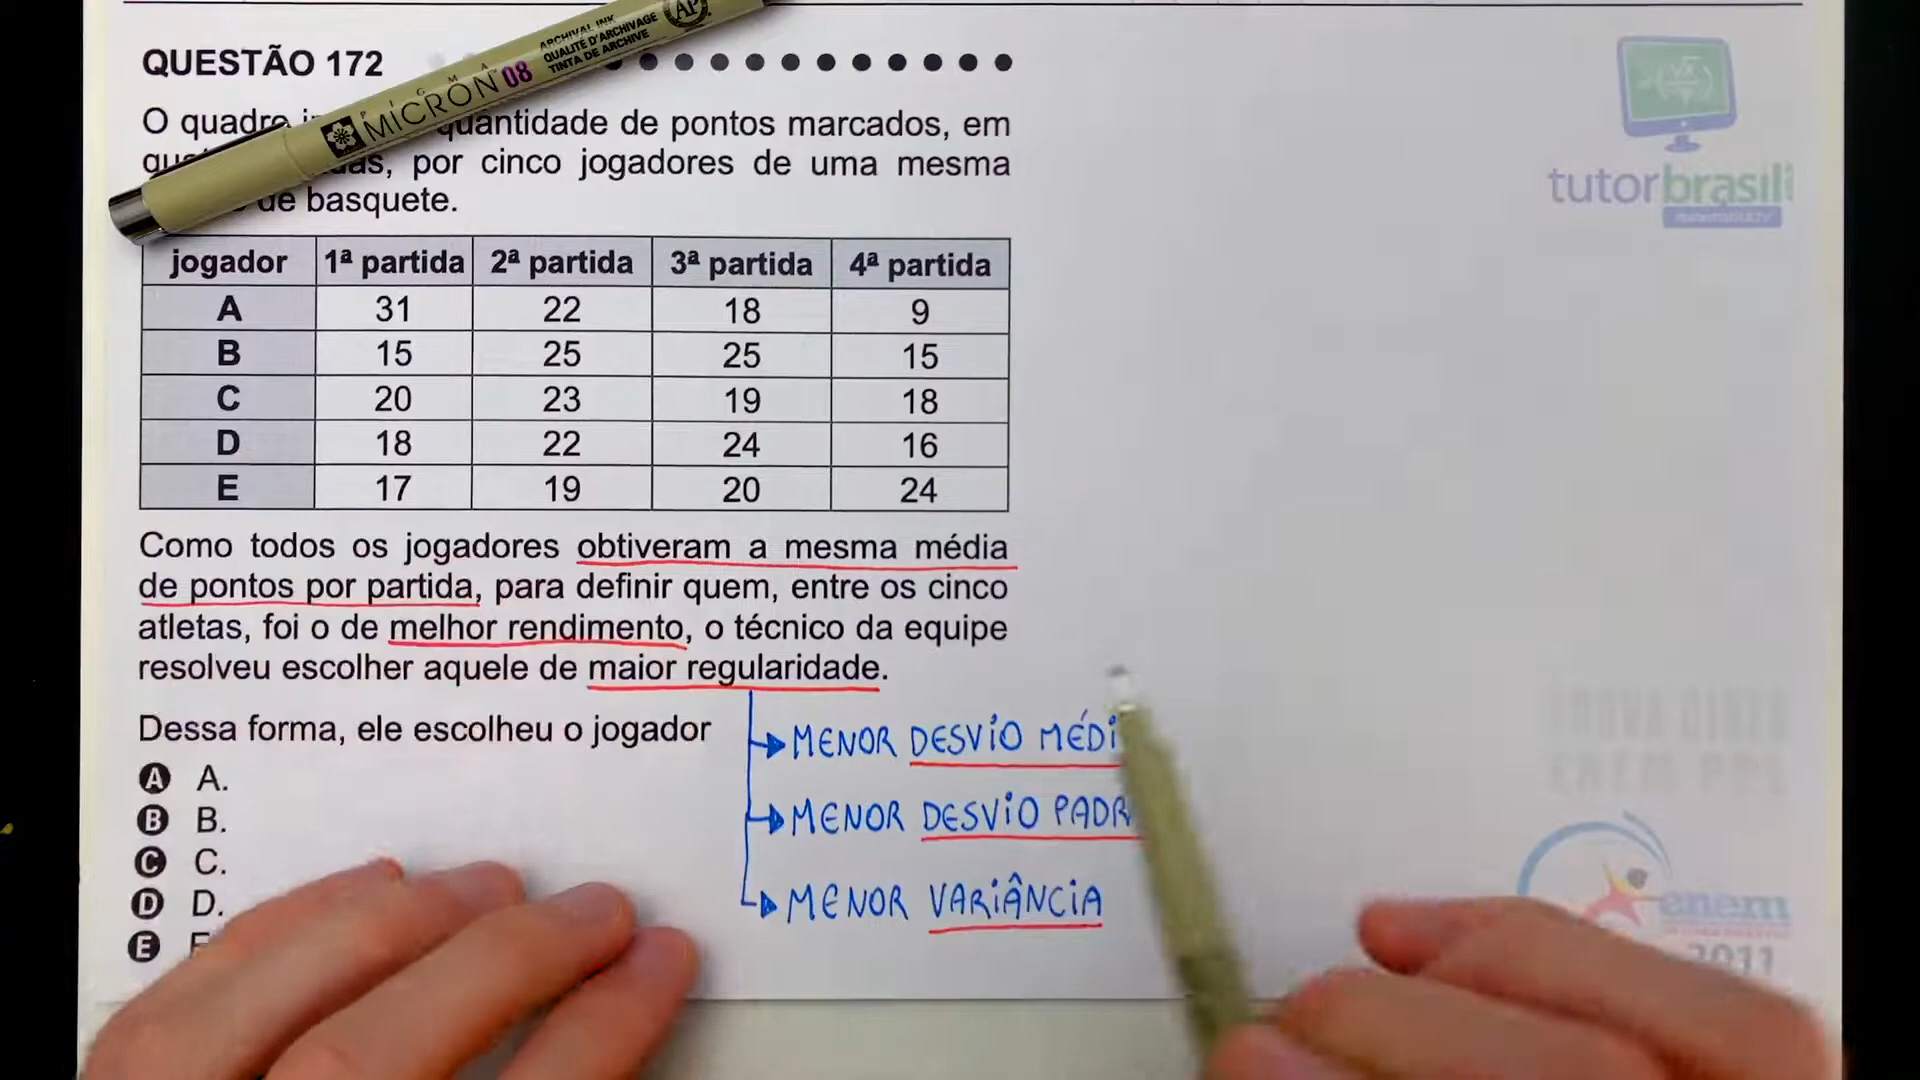 QUESTÃO 172
O quadro quantidade de pontos marcados, em
por cinco jogadores de uma mesma
de basquete.
MICRON 08
ARCHIVAL INK
QUALITÉ D'ARCHIVE
TINTA DE ARCHIVE
AP
jogador 1ª partida 2ª partida 3ª partida 4ª partida
A 31 22 18 9
B 15 25 25 15
C 20 23 19 18
D 18 22 24 16
E 17 19 20 24
Como todos os jogadores obtiveram a mesma média
de pontos por partida, para definir quem, entre os cinco
atletas, foi o de melhor rendimento, o técnico da equipe
resolveu escolher aquele de maior regularidade.
Dessa forma, ele escolheu o jogador
A A.
B B.
C C.
D D.
E
MENOR DESVIO MÉDI
MENOR DESVIO PADR
MENOR VARIÂNCIA
tutorbrasil
enem
2011